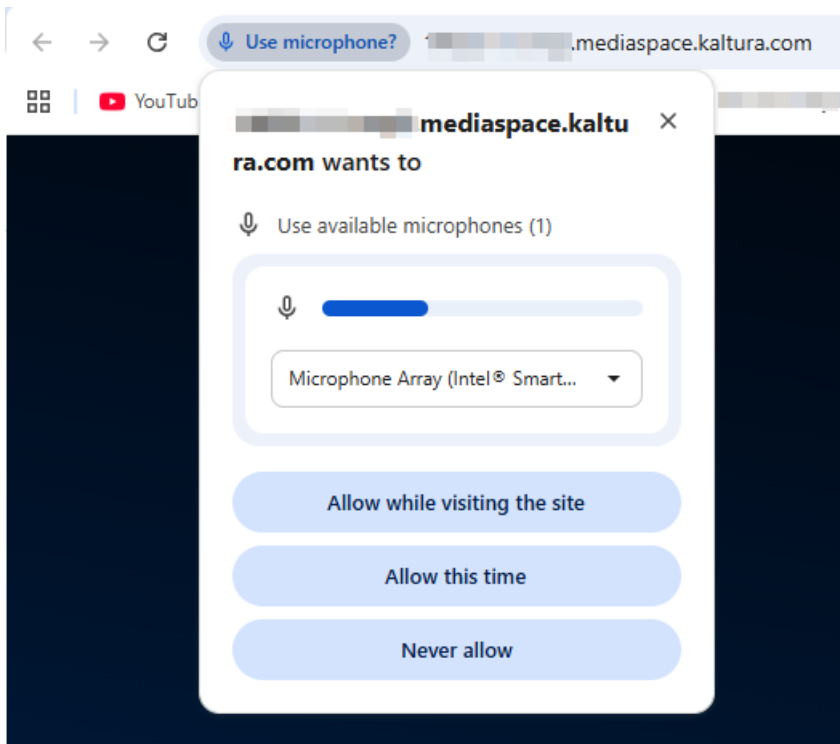 Use microphone? .mediaspace.kaltura.com
YouTub
.mediaspace.kaltu
ra.com wants to
Use available microphones (1)
Microphone Array (Intel® Smart...
Allow while visiting the site
Allow this time
Never allow